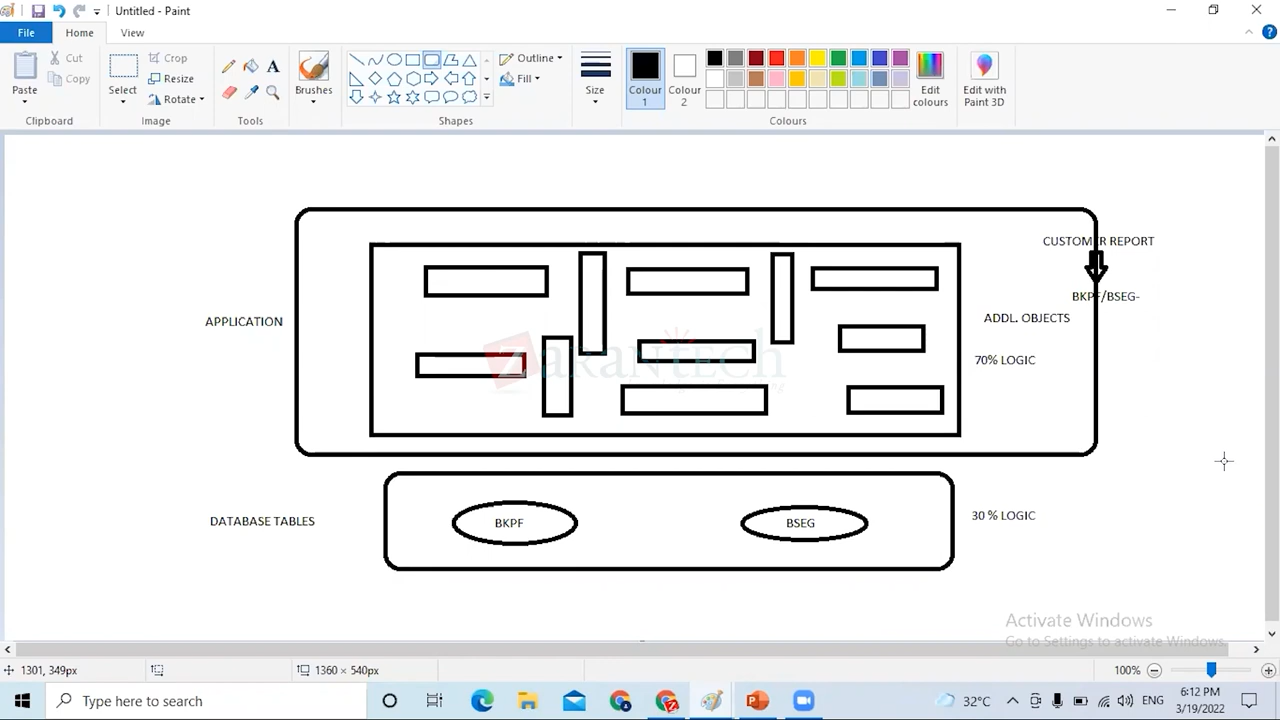 Untitled - Paint
File
Home
View
Paste
Cut
Copy
Clipboard
Select
Crop
Resize
Rotate
Image
A
Tools
Brushes
Outline
Fill
Shapes
Size
Colour 1
Colour 2
Edit colours
Colours
Edit with Paint 3D
CUSTOMER REPORT
BKPF/BSEG-
APPLICATION
ADDL. OBJECTS
70% LOGIC
zarantech
DATABASE TABLES
BKPF
BSEG
30 % LOGIC
Activate Windows
Go to Settings to activate Windows.
1301, 349px
1360 × 540px
100%
Type here to search
32°C
ENG
6:12 PM
3/19/2022